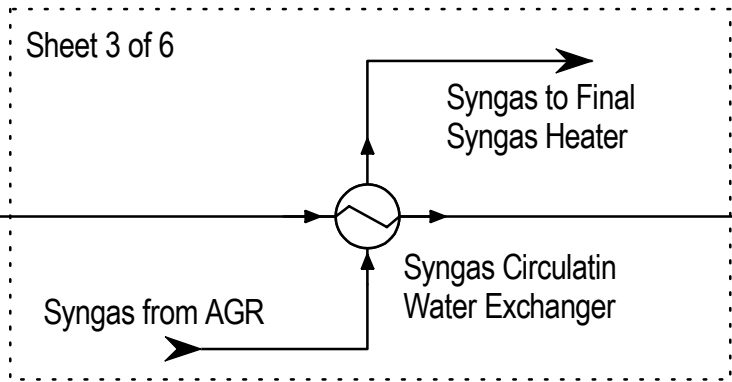 Sheet 3 of 6
Syngas to Final
Syngas Heater
Syngas Circulatin
Water Exchanger
Syngas from AGR